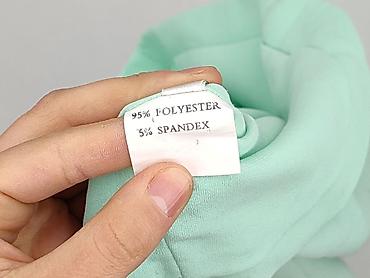 95% POLYESTER
5% SPANDEX